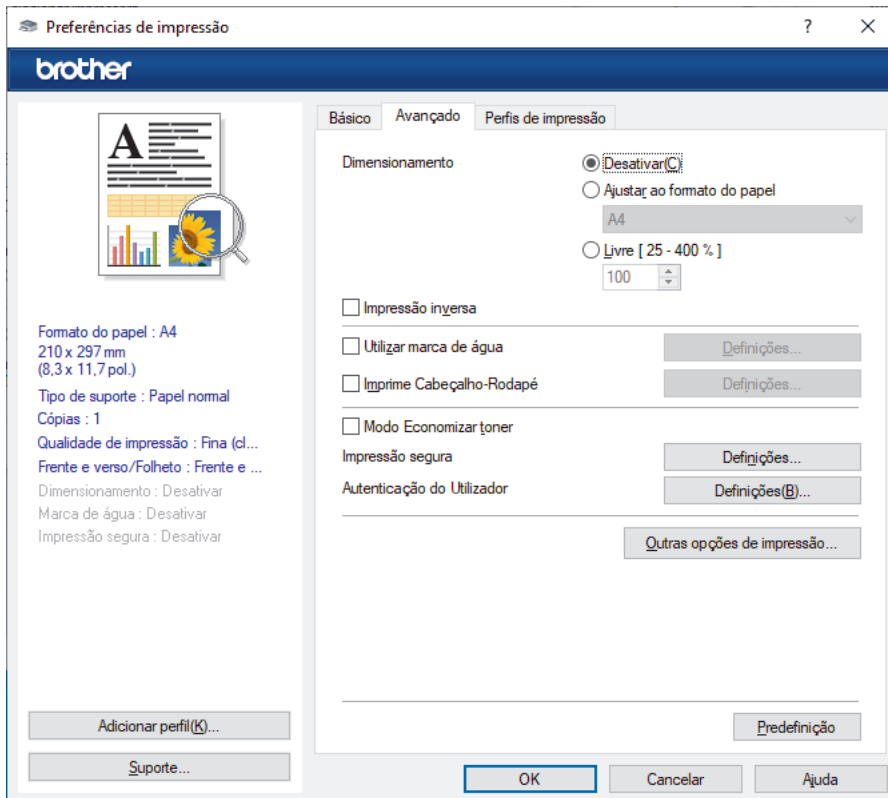 Preferências de impressão
brother
A
Formato do papel : A4
210 x 297 mm
(8,3 x 11,7 pol.)
Tipo de suporte : Papel normal
Cópias : 1
Qualidade de impressão : Fina (cl...
Frente e verso/Folheto : Frente e ...
Dimensionamento : Desativar
Marca de água : Desativar
Impressão segura : Desativar
Adicionar perfil(K)...
Suporte...
Básico
Avançado
Perfis de impressão
Dimensionamento
Desativar(C)
Ajustar ao formato do papel
A4
Livre [ 25 - 400 % ]
100
Impressão inversa
Utilizar marca de água
Definições...
Imprime Cabeçalho-Rodapé
Definições...
Modo Economizar toner
Impressão segura
Definições...
Autenticação do Utilizador
Definições(B)...
Outras opções de impressão...
Predefinição
OK
Cancelar
Ajuda